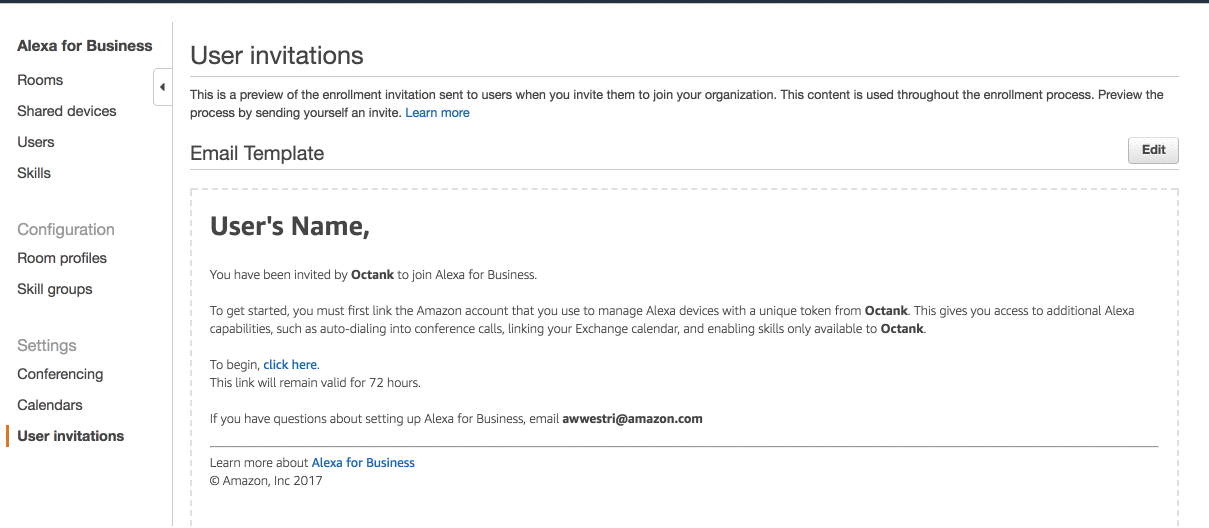 Alexa for Business
Rooms
Shared devices
Users
Skills
Configuration
Room profiles
Skill groups
Settings
Conferencing
Calendars
User invitations
User invitations
This is a preview of the enrollment invitation sent to users when you invite them to join your organization. This content is used throughout the enrollment process. Preview the
process by sending yourself an invite. Learn more
Email Template
Edit
User's Name,
You have been invited by Octank to join Alexa for Business.
To get started, you must first link the Amazon account that you use to manage Alexa devices with a unique token from Octank. This gives you access to additional Alexa
capabilities, such as auto-dialing into conference calls, linking your Exchange calendar, and enabling skills only available to Octank.
To begin, click here.
This link will remain valid for 72 hours.
If you have questions about setting up Alexa for Business, email awwestri@amazon.com
Learn more about Alexa for Business
© Amazon, Inc 2017